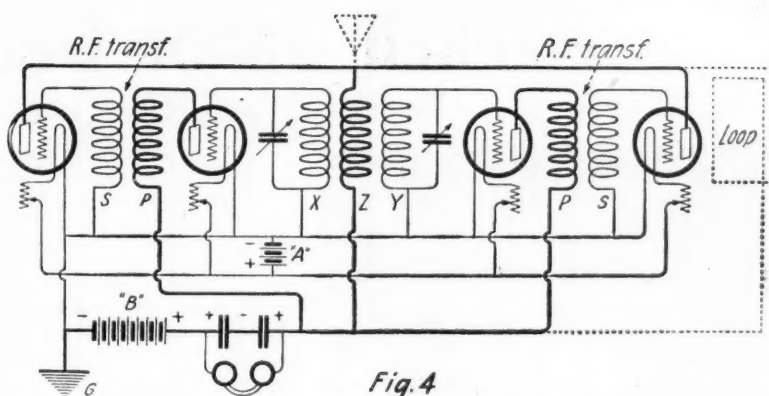 R.F. transf.
R.F. transf.
Loop
S
P
X
Z
Y
P
S
- "A" +
"B"
- +
+ - +
G
Fig. 4